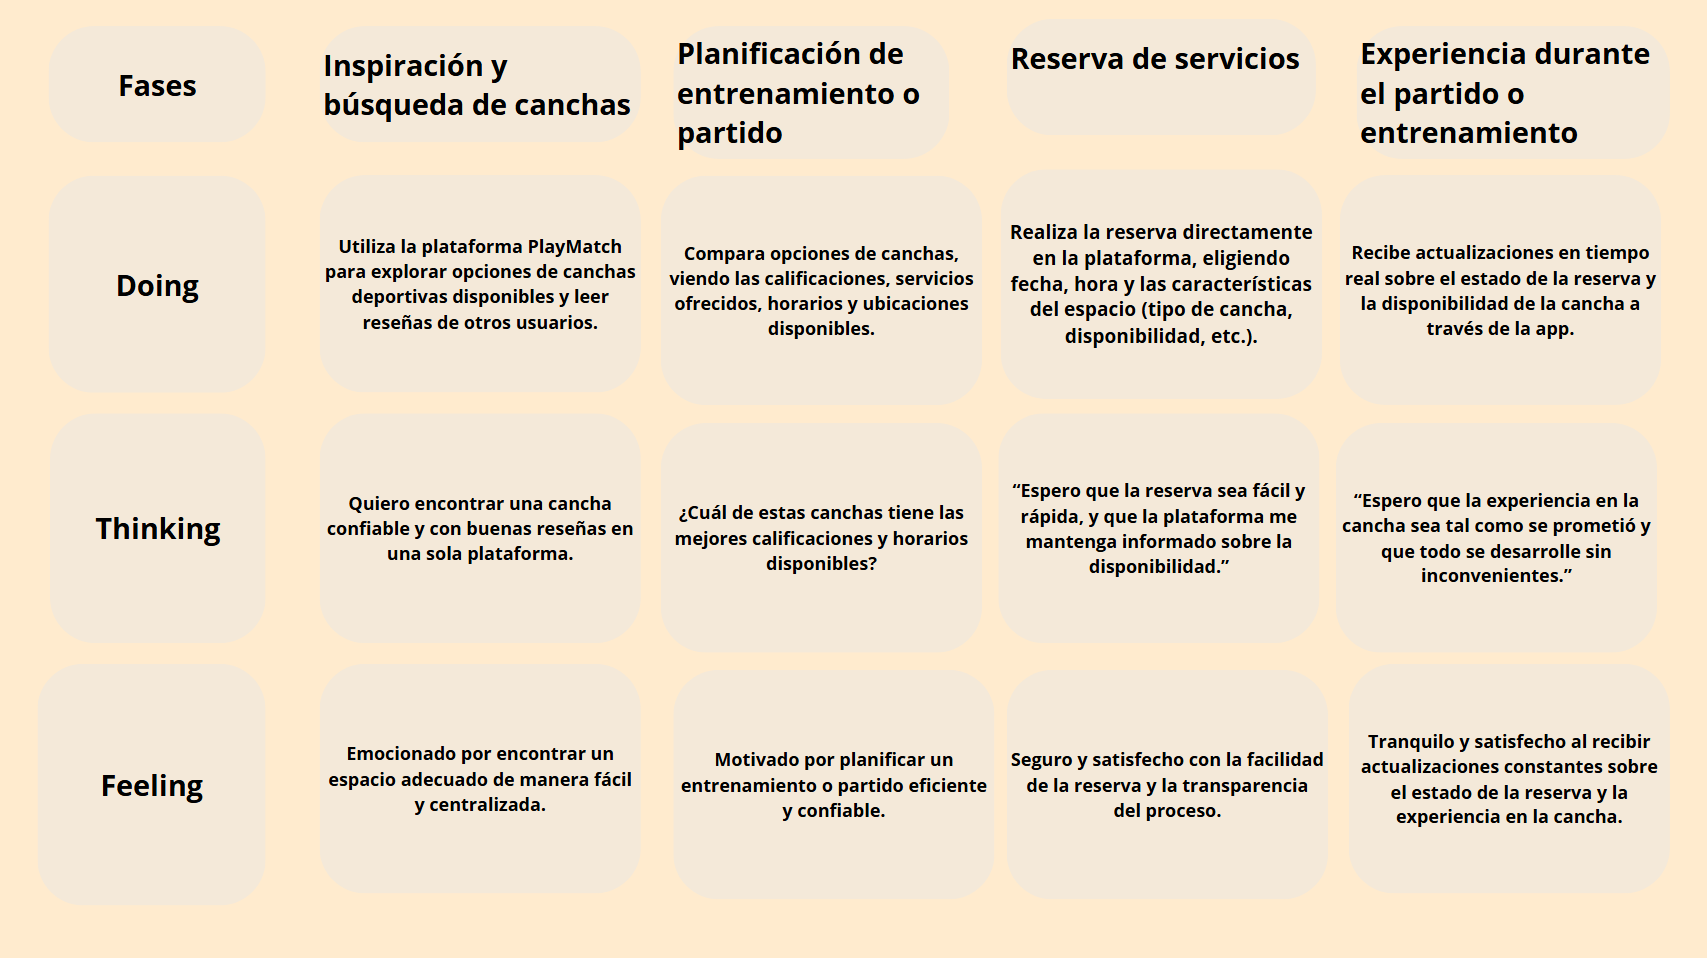 Fases
Inspiración y
búsqueda de canchas
Planificación de
entrenamiento o
partido
Reserva de servicios
Experiencia durante
el partido o
entrenamiento
Doing
Utiliza la plataforma PlayMatch
para explorar opciones de canchas
deportivas disponibles y leer
reseñas de otros usuarios.
Compara opciones de canchas,
viendo las calificaciones, servicios
ofrecidos, horarios y ubicaciones
disponibles.
Realiza la reserva directamente
en la plataforma, eligiendo
fecha, hora y las características
del espacio (tipo de cancha,
disponibilidad, etc.).
Recibe actualizaciones en tiempo
real sobre el estado de la reserva y
la disponibilidad de la cancha a
través de la app.
Thinking
Quiero encontrar una cancha
confiable y con buenas reseñas en
una sola plataforma.
¿Cuál de estas canchas tiene las
mejores calificaciones y horarios
disponibles?
“Espero que la reserva sea fácil y
rápida, y que la plataforma me
mantenga informado sobre la
disponibilidad.”
“Espero que la experiencia en la
cancha sea tal como se prometió y
que todo se desarrolle sin
inconvenientes.”
Feeling
Emocionado por encontrar un
espacio adecuado de manera fácil
y centralizada.
Motivado por planificar un
entrenamiento o partido eficiente
y confiable.
Seguro y satisfecho con la facilidad
de la reserva y la transparencia
del proceso.
Tranquilo y satisfecho al recibir
actualizaciones constantes sobre
el estado de la reserva y la
experiencia en la cancha.